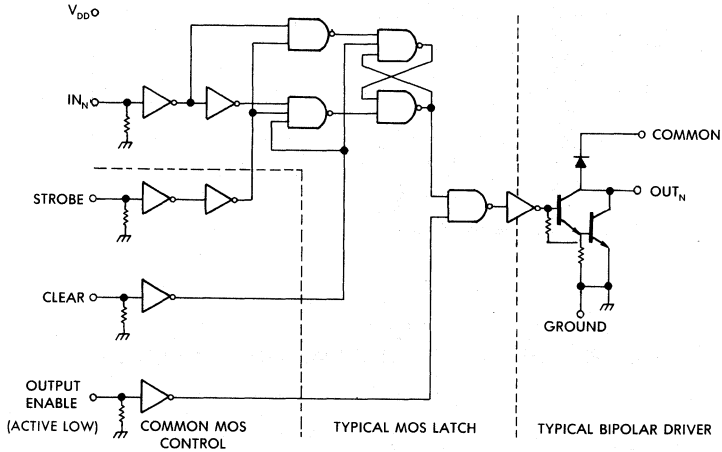 VDD
INN
COMMON
STROBE
OUTN
CLEAR
GROUND
OUTPUT
ENABLE
(ACTIVE LOW)
COMMON MOS
CONTROL
TYPICAL MOS LATCH
TYPICAL BIPOLAR DRIVER